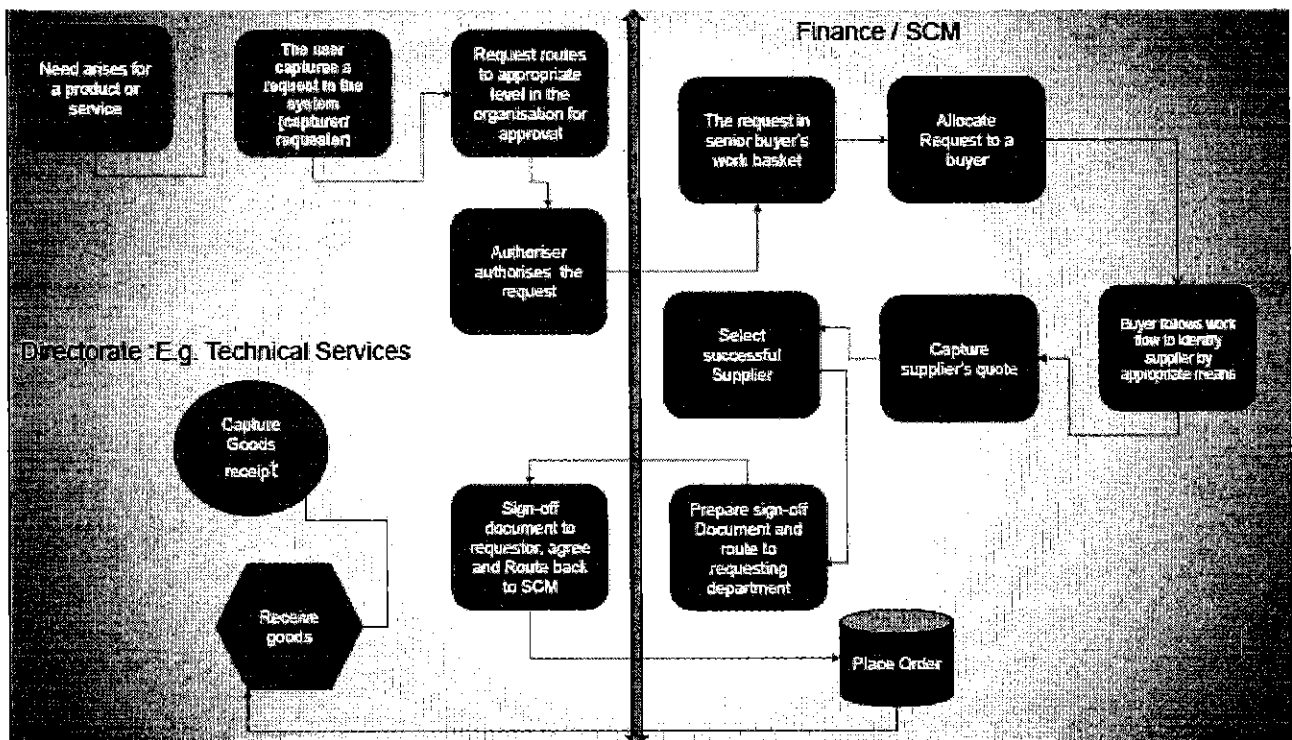 Finance / SCM
Need arises for
a product or
service
The user
captures a
request in the
system
(captured
requester)
Request routes
to appropriate
level in the
organisation for
approval
The request in
senior buyer's
work basket
Allocate
Request to a
buyer
Authoriser
authorises the
request
Directorate :E.g. Technical Services
Select
successful
Supplier
Capture
supplier's quote
Buyer follows work
flow to identify
supplier by
appropriate means
Capture
Goods
receipt
Sign-off
document to
requestor, agree
and Route back
to SCM
Prepare sign-off
Document and
route to
requesting
department
Receive
goods
Place Order